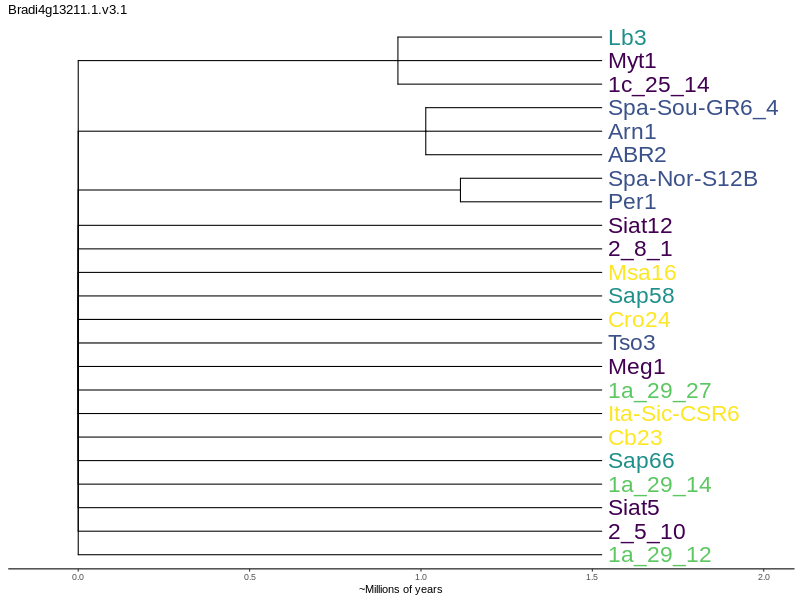 Bradi4g13211.1.v3.1
Lb3
Myt1
1c_25_14
Spa-Sou-GR6_4
Arn1
ABR2
Spa-Nor-S12B
Per1
Siat12
2_8_1
Msa16
Sap58
Cro24
Tso3
Meg1
1a_29_27
Ita-Sic-CSR6
Cb23
Sap66
1a_29_14
Siat5
2_5_10
1a_29_12
0.0 0.5 1.0 1.5 2.0
~Millions of years